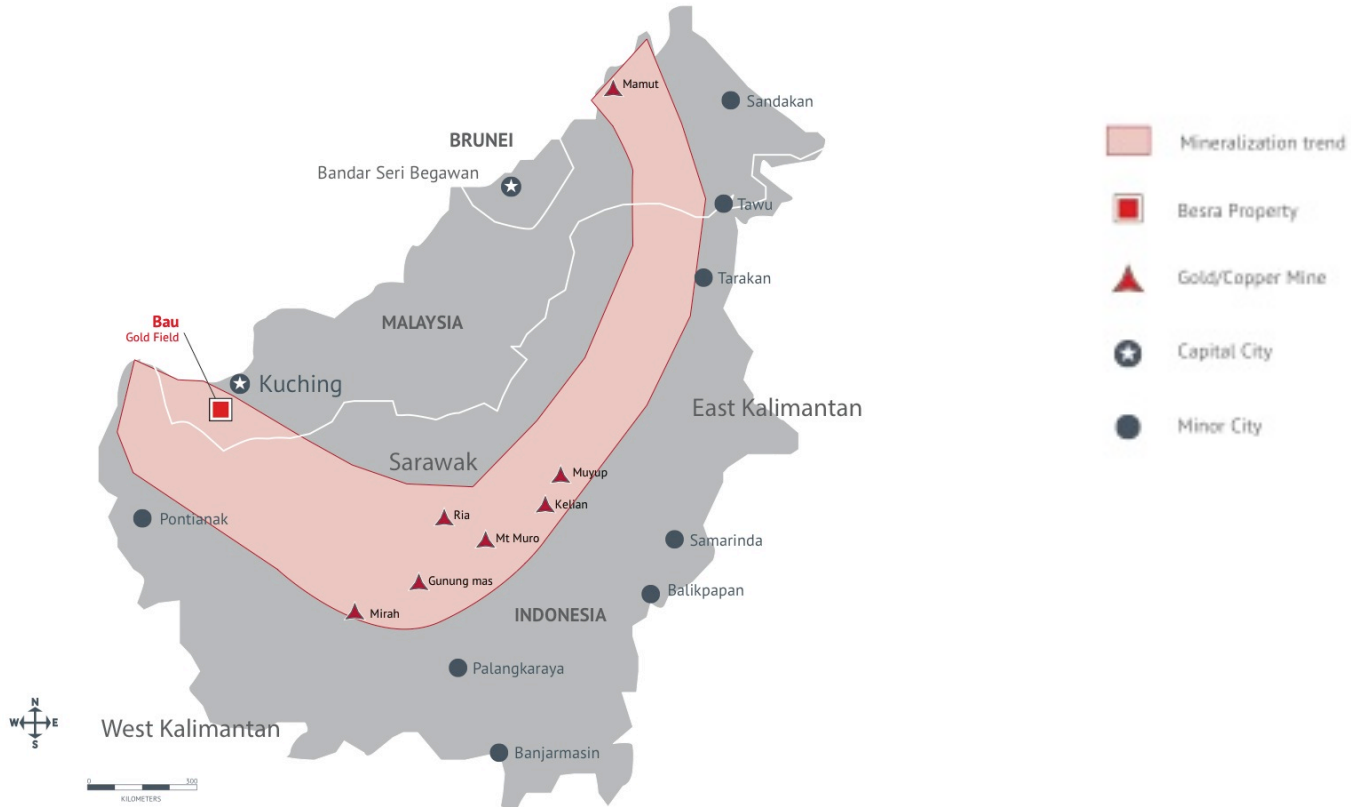 Mamut
Sandakan
BRUNEI
Bandar Seri Begawan
Tawu
Tarakan
MALAYSIA
Bau
Gold Field
Kuching
East Kalimantan
Sarawak
Muyup
Kelian
Ria
Mt Muro
Pontianak
Samarinda
Gunung mas
Balikpapan
Mirah
INDONESIA
Palangkaraya
West Kalimantan
Banjarmasin
N
W E
S
0 300
KILOMETERS
Mineralization trend
Besra Property
Gold/Copper Mine
Capital City
Minor City